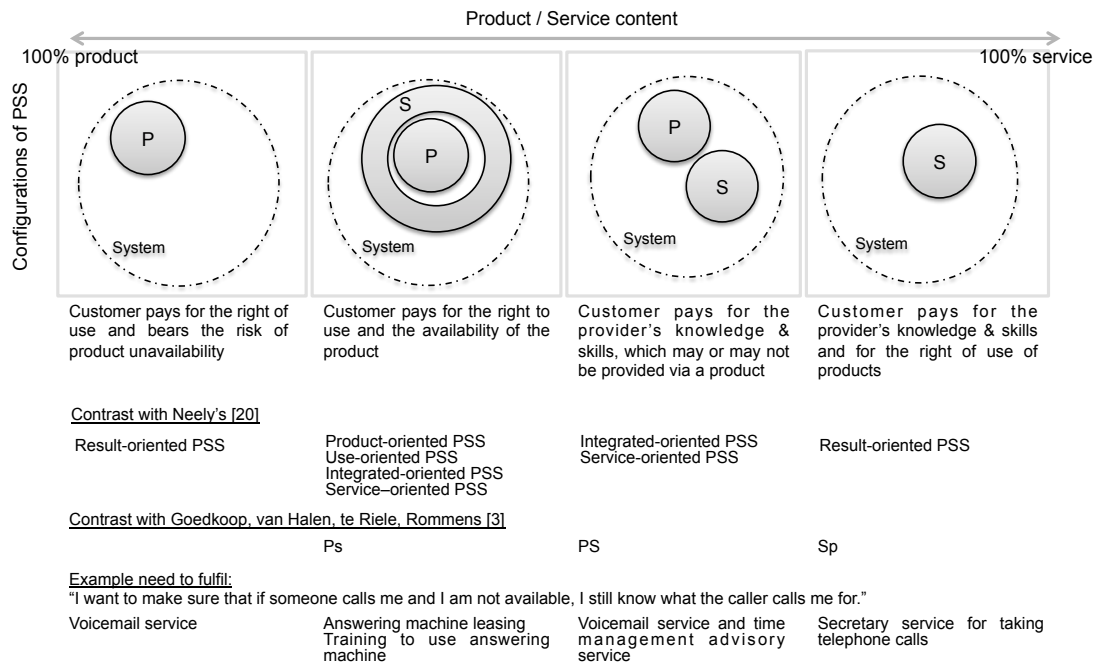 Product / Service content
100% product
100% service
Configurations of PSS
P
System
S
P
System
P
S
System
S
System
Customer pays for the right of
use and bears the risk of
product unavailability
Customer pays for the right to
use and the availability of the
product
Customer pays for the
provider’s knowledge &
skills, which may or may not
be provided via a product
Customer pays for the
provider’s knowledge & skills
and for the right of use of
products
Contrast with Neely’s [20]
Result-oriented PSS
Product-oriented PSS
Use-oriented PSS
Integrated-oriented PSS
Service–oriented PSS
Integrated-oriented PSS
Service-oriented PSS
Result-oriented PSS
Contrast with Goedkoop, van Halen, te Riele, Rommens [3]
Ps
PS
Sp
Example need to fulfil:
“I want to make sure that if someone calls me and I am not available, I still know what the caller calls me for.”
Voicemail service
Answering machine leasing
Training to use answering
machine
Voicemail service and time
management advisory
service
Secretary service for taking
telephone calls